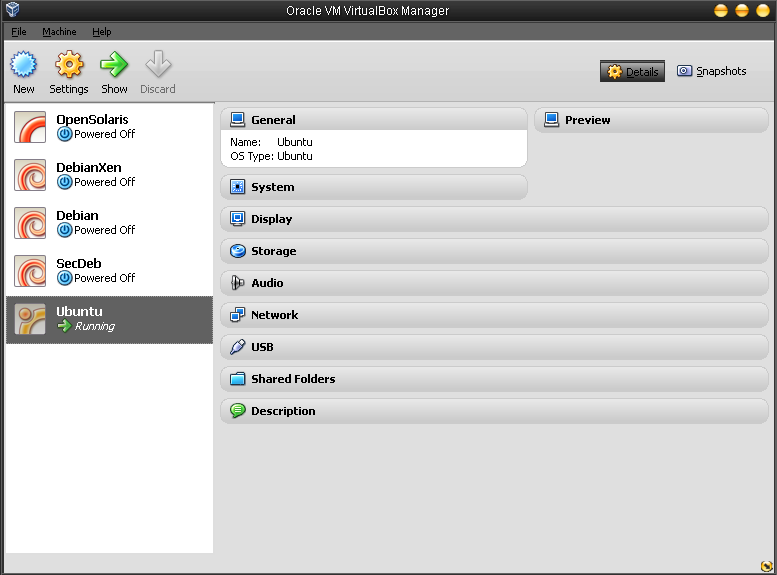 Oracle VM VirtualBox Manager
File Machine Help
New Settings Show Discard
Details Snapshots
OpenSolaris
Powered Off
DebianXen
Powered Off
Debian
Powered Off
SecDeb
Powered Off
Ubuntu
Running
General
Name: Ubuntu
OS Type: Ubuntu
Preview
System
Display
Storage
Audio
Network
USB
Shared Folders
Description